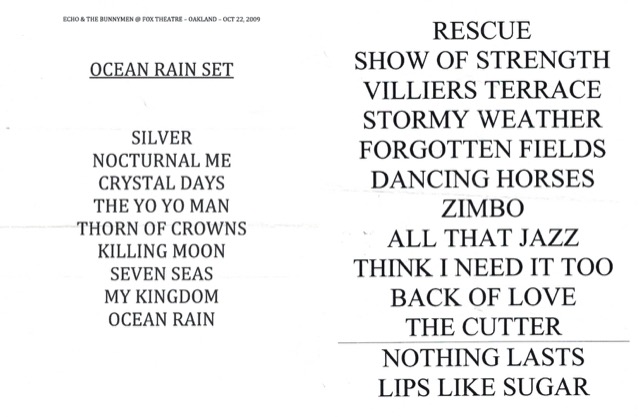 ECHO & THE BUNNYMEN @ FOX THEATRE – OAKLAND – OCT 22, 2009
OCEAN RAIN SET
SILVER
NOCTURNAL ME
CRYSTAL DAYS
THE YO YO MAN
THORN OF CROWNS
KILLING MOON
SEVEN SEAS
MY KINGDOM
OCEAN RAIN
RESCUE
SHOW OF STRENGTH
VILLIERS TERRACE
STORMY WEATHER
FORGOTTEN FIELDS
DANCING HORSES
ZIMBO
ALL THAT JAZZ
THINK I NEED IT TOO
BACK OF LOVE
THE CUTTER
NOTHING LASTS
LIPS LIKE SUGAR